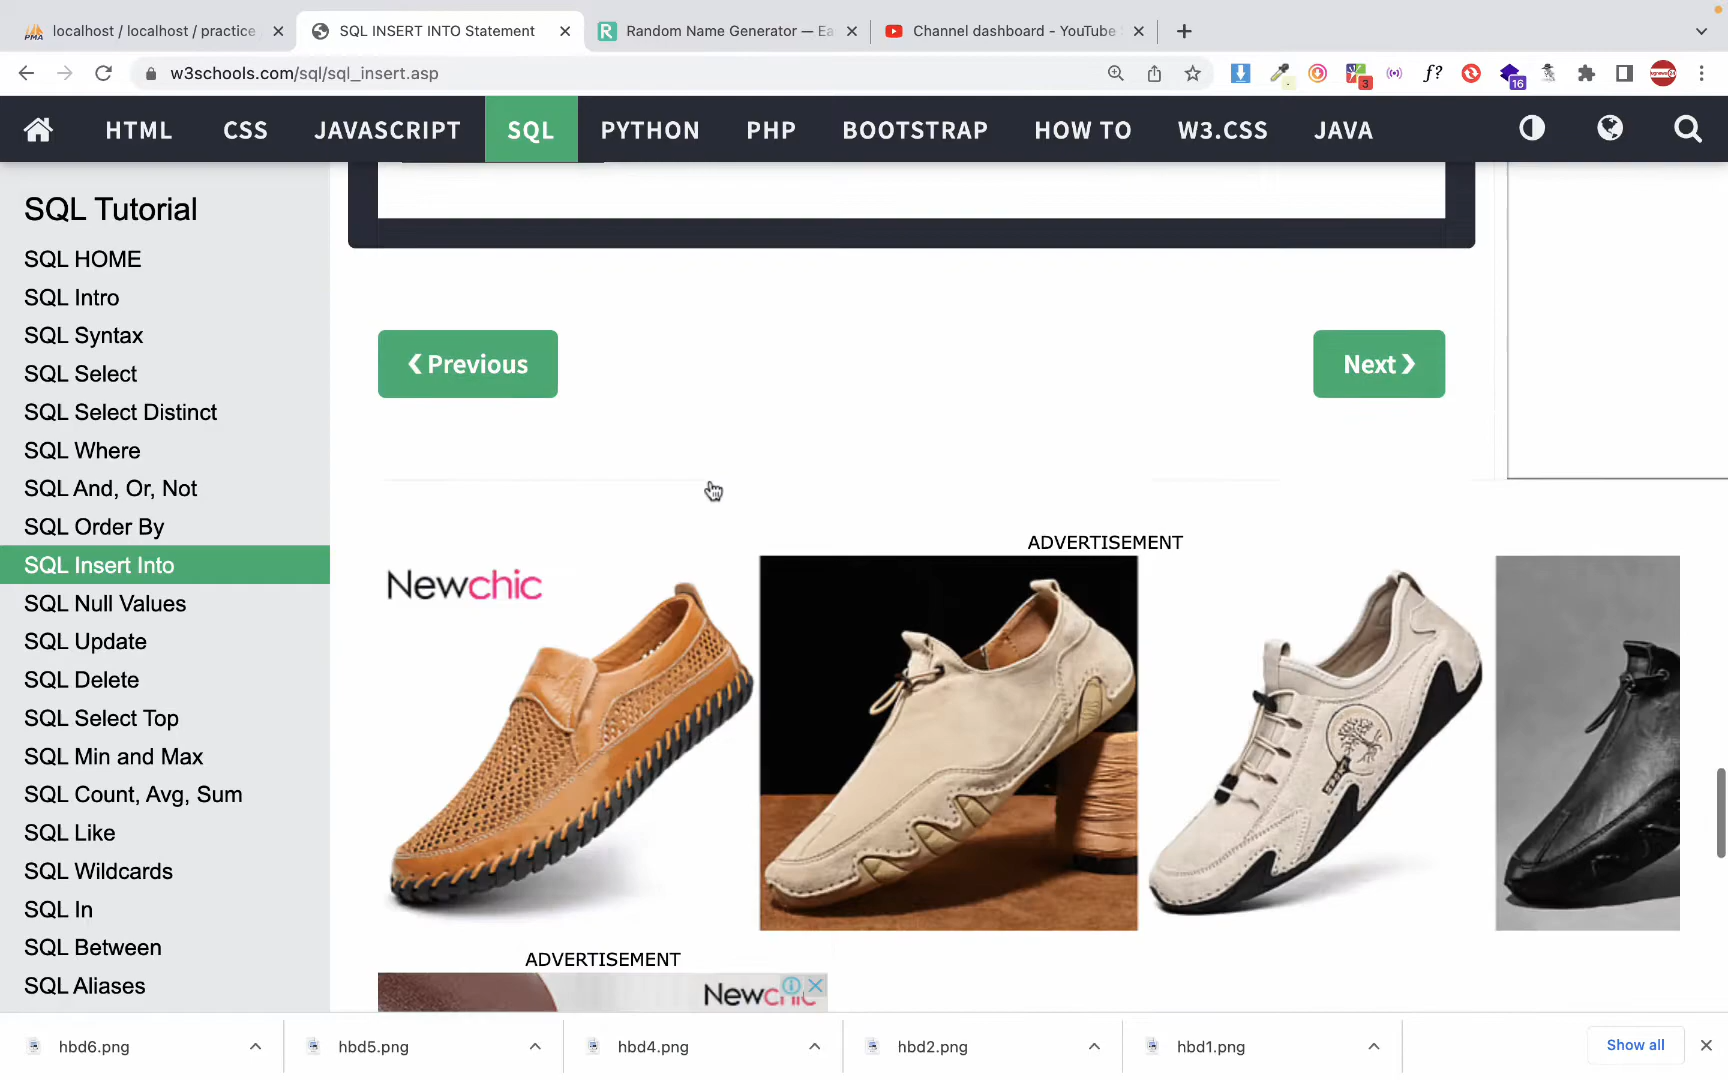 localhost / localhost / practice
SQL INSERT INTO Statement
Random Name Generator — Ea
Channel dashboard - YouTube S
w3schools.com/sql/sql_insert.asp
f?
3
16
HTML CSS JAVASCRIPT SQL PYTHON PHP BOOTSTRAP HOW TO W3.CSS JAVA
SQL Tutorial
SQL HOME
SQL Intro
SQL Syntax
SQL Select
SQL Select Distinct
SQL Where
SQL And, Or, Not
SQL Order By
SQL Insert Into
SQL Null Values
SQL Update
SQL Delete
SQL Select Top
SQL Min and Max
SQL Count, Avg, Sum
SQL Like
SQL Wildcards
SQL In
SQL Between
SQL Aliases
❮ Previous
Next ❯
ADVERTISEMENT
Newchic
ADVERTISEMENT
Newchic
hbd6.png
hbd5.png
hbd4.png
hbd2.png
hbd1.png
Show all